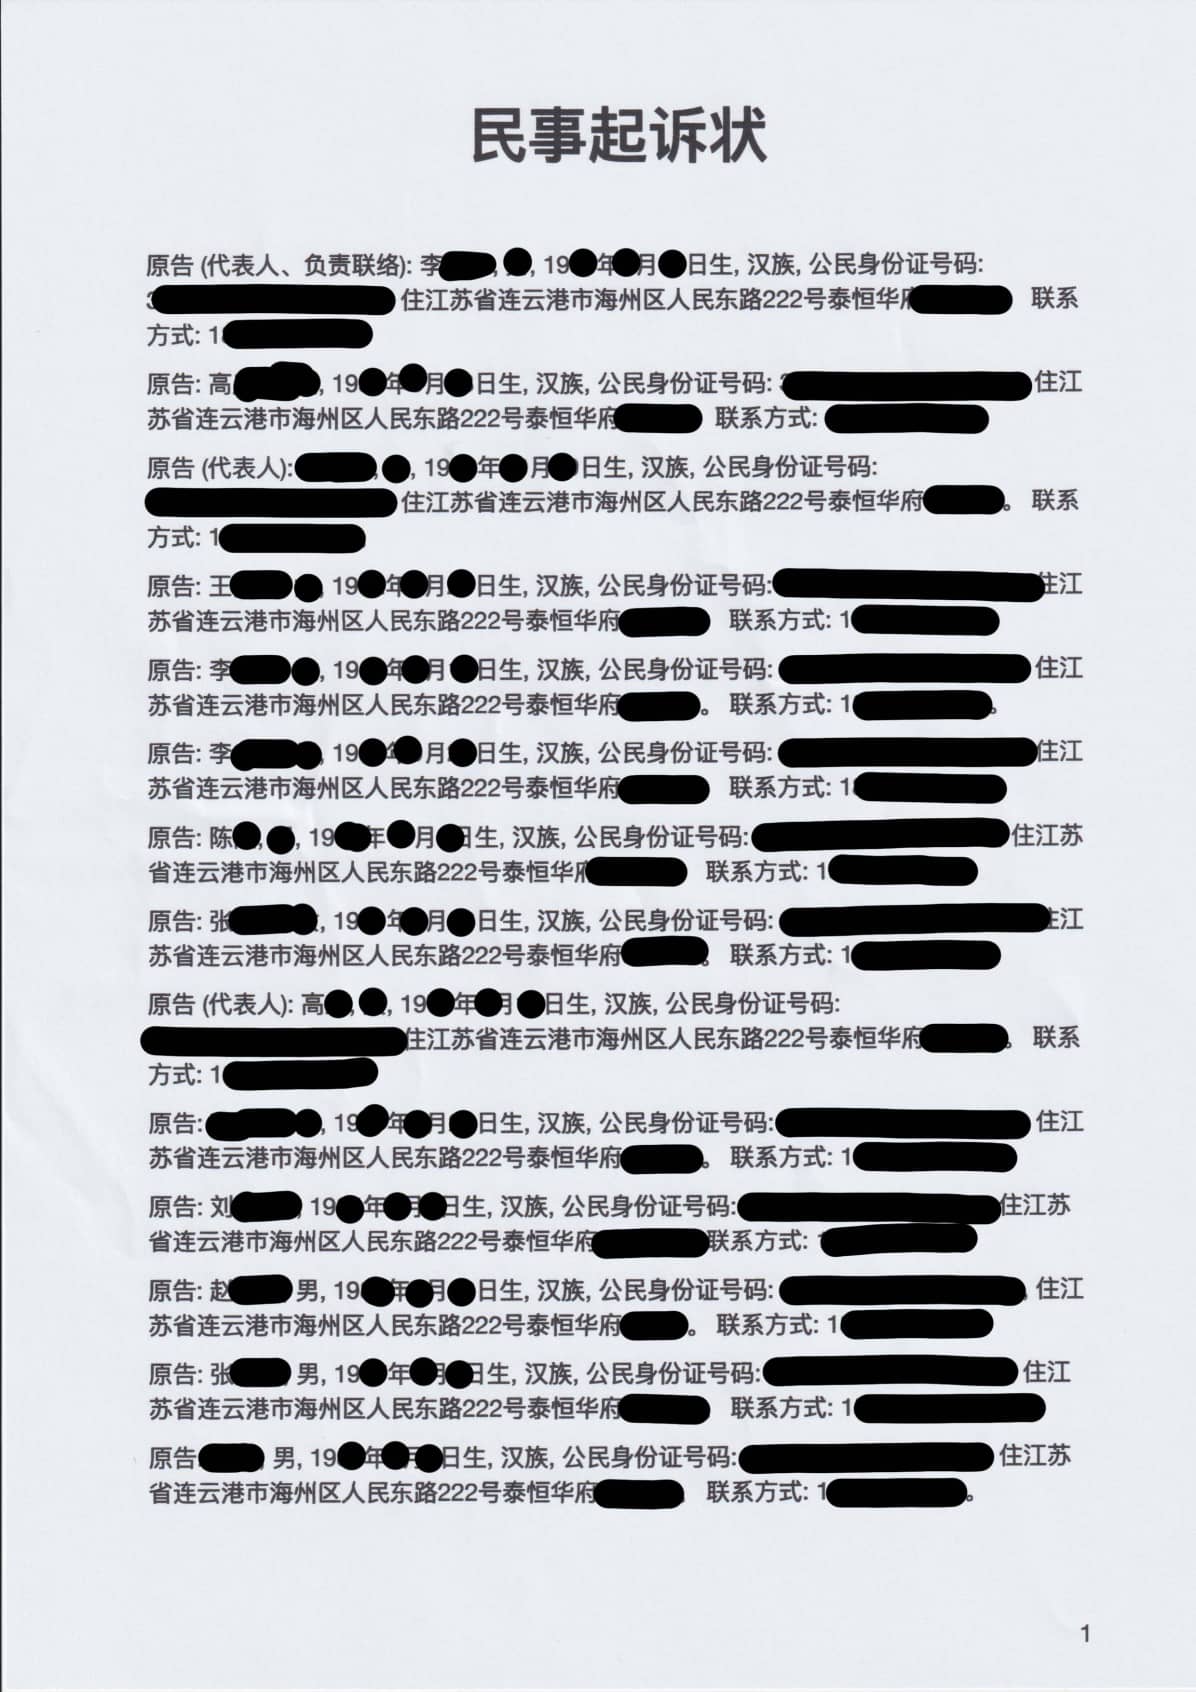 民事起诉状
原告 (代表人、负责联络): 李 , , 19 年 月 日生, 汉族, 公民身份证号码:
住江苏省连云港市海州区人民东路222号泰恒华府 联系
方式: 1
原告: 高 , 19 年 月 日生, 汉族, 公民身份证号码: 住江
苏省连云港市海州区人民东路222号泰恒华府 联系方式:
原告 (代表人): , , 19 年 月 日生, 汉族, 公民身份证号码:
住江苏省连云港市海州区人民东路222号泰恒华府 。 联系
方式: 1
原告: 王 , 19 年 月 日生, 汉族, 公民身份证号码: 住江
苏省连云港市海州区人民东路222号泰恒华府 联系方式: 1
原告: 李 , 19 年 月 日生, 汉族, 公民身份证号码: 住江
苏省连云港市海州区人民东路222号泰恒华府 。 联系方式: 1 。
原告: 李 , 19 年 月 日生, 汉族, 公民身份证号码: 住江
苏省连云港市海州区人民东路222号泰恒华府 联系方式: 1
原告: 陈 , , 19 年 月 日生, 汉族, 公民身份证号码: 住江苏
省连云港市海州区人民东路222号泰恒华府 联系方式: 1
原告: 张 , 19 年 月 日生, 汉族, 公民身份证号码: 住江
苏省连云港市海州区人民东路222号泰恒华府 。 联系方式: 1
原告 (代表人): 高 , , 19 年 月 日生, 汉族, 公民身份证号码:
住江苏省连云港市海州区人民东路222号泰恒华府 。 联系
方式: 1
原告: , 19 年 月 日生, 汉族, 公民身份证号码: 住江
苏省连云港市海州区人民东路222号泰恒华府 。 联系方式: 1
原告: 刘 , 19 年 月 日生, 汉族, 公民身份证号码: 住江苏
省连云港市海州区人民东路222号泰恒华府 联系方式:
原告: 赵 男, 19 年 月 日生, 汉族, 公民身份证号码: 住江
苏省连云港市海州区人民东路222号泰恒华府 。 联系方式: 1
原告: 张 男, 19 年 月 日生, 汉族, 公民身份证号码: 住江
苏省连云港市海州区人民东路222号泰恒华府 联系方式: 1
原告 男, 19 年 月 日生, 汉族, 公民身份证号码: 住江苏
省连云港市海州区人民东路222号泰恒华府 联系方式: 1 。
1